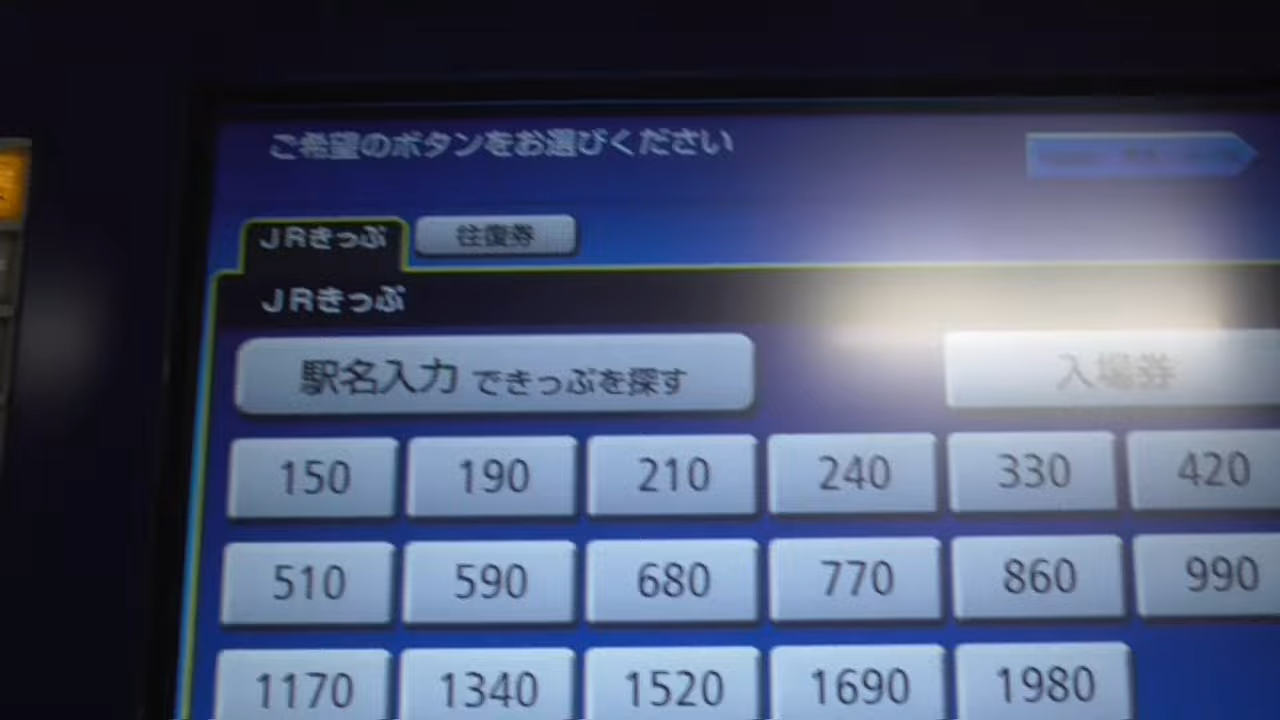 ご希望のボタンをお選びください
JRきっぷ 往復券
JRきっぷ
駅名入力 できっぷを探す 入場券
150 190 210 240 330 420
510 590 680 770 860 990
1170 1340 1520 1690 1980